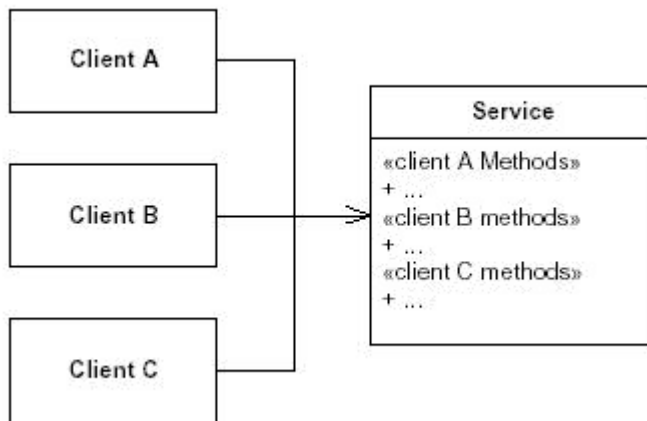 Client A
Client B
Client C
Service
«client A Methods»
+ ...
«client B methods»
+ ...
«client C methods»
+ ...